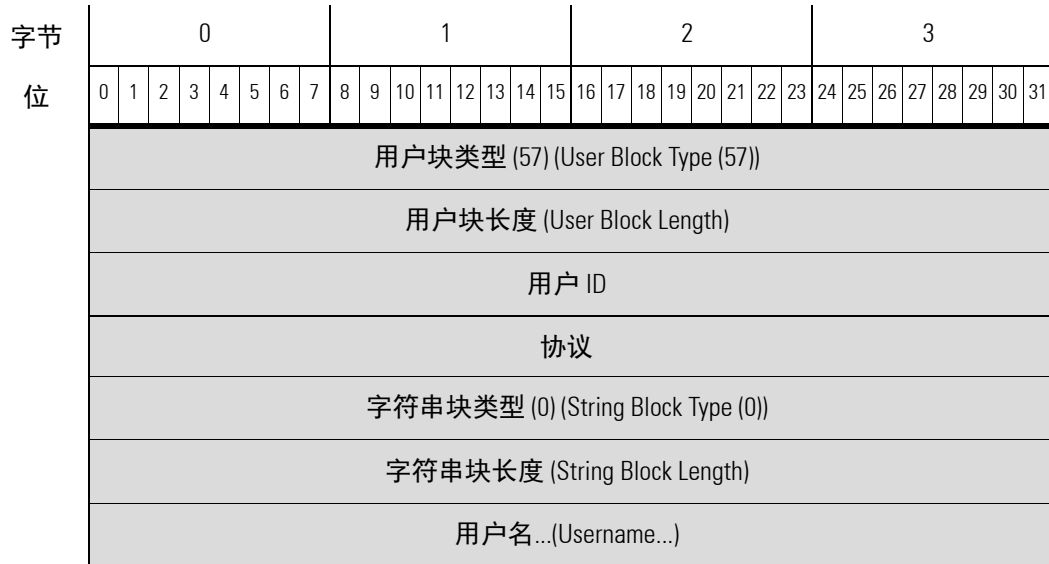 字节 0 1 2 3
位 0 1 2 3 4 5 6 7 8 9 10 11 12 13 14 15 16 17 18 19 20 21 22 23 24 25 26 27 28 29 30 31
用户块类型 (57) (User Block Type (57))
用户块长度 (User Block Length)
用户 ID
协议
字符串块类型 (0) (String Block Type (0))
字符串块长度 (String Block Length)
用户名...(Username...)